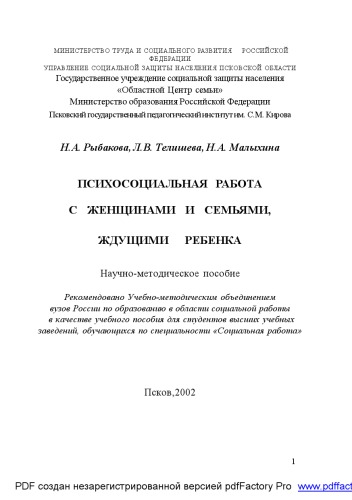 МИНИСТЕРСТВО ТРУДА И СОЦИАЛЬНОГО РАЗВИТИЯ РОССИЙСКОЙ
ФЕДЕРАЦИИ
УПРАВЛЕНИЕ СОЦИАЛЬНОЙ ЗАЩИТЫ НАСЕЛЕНИЯ ПСКОВСКОЙ ОБЛАСТИ
Государственное учреждение социальной защиты населения
«Областной Центр семьи»
Министерство образования Российской Федерации
Псковский государственный педагогический институт им. С.М. Кирова
Н.А. Рыбакова, Л.В. Телишева, Н.А. Малыхина
ПСИХОСОЦИАЛЬНАЯ РАБОТА
С ЖЕНЩИНАМИ И СЕМЬЯМИ,
ЖДУЩИМИ РЕБЕНКА
Научно-методическое пособие
Рекомендовано Учебно-методическим объединением
вузов России по образованию в области социальной работы
в качестве учебного пособия для студентов высших учебных
заведений, обучающихся по специальности «Социальная работа»
Псков,2002
1
PDF создан незарегистрированной версией pdfFactory Pro www.pdffact